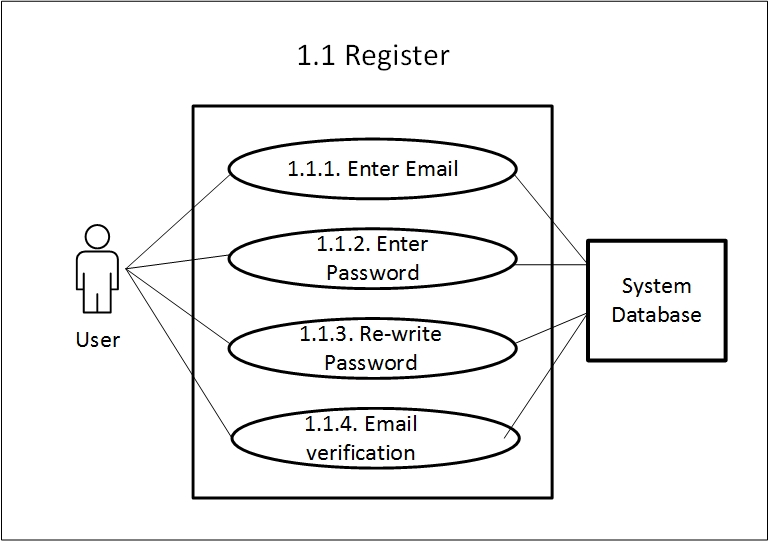 1.1 Register
1.1.1. Enter Email
1.1.2. Enter
Password
1.1.3. Re-write
Password
1.1.4. Email
verification
User
System
Database